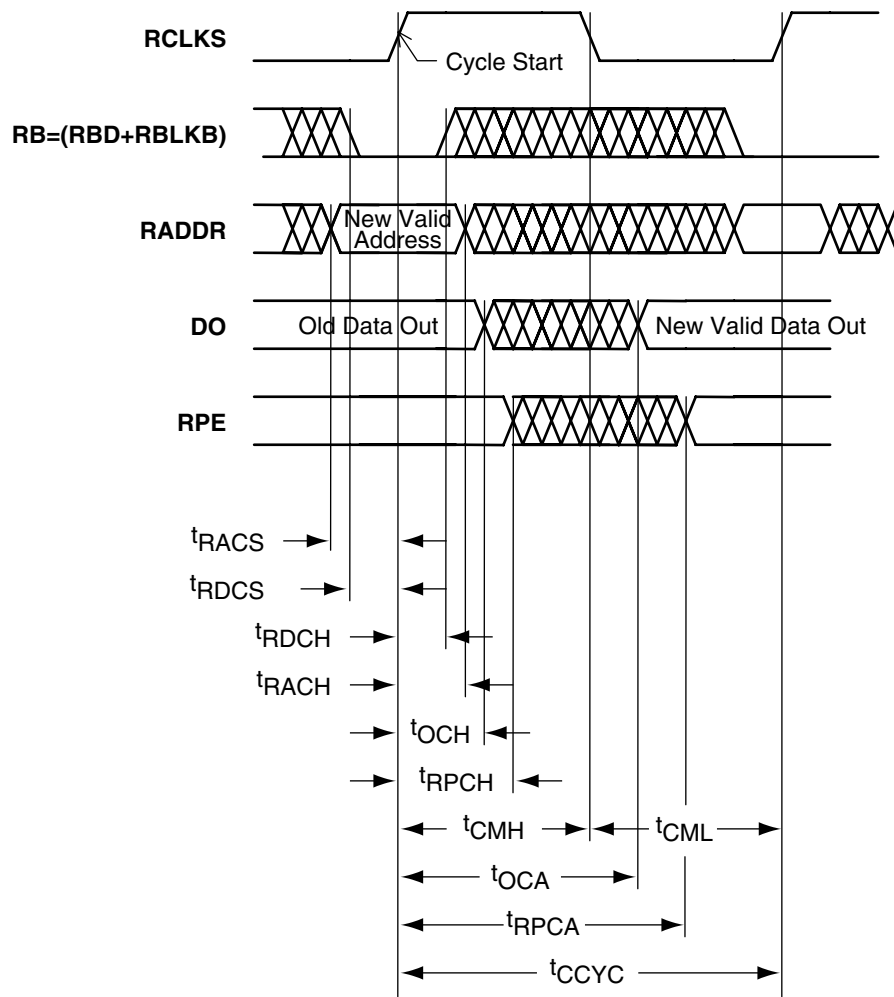 RCLKS
Cycle Start
RB=(RBD+RBLKB)
RADDR
New Valid
Address
DO
Old Data Out
New Valid Data Out
RPE
tRACS
tRDCS
tRDCH
tRACH
tOCH
tRPCH
tCMH
tCML
tOCA
tRPCA
tCCYC